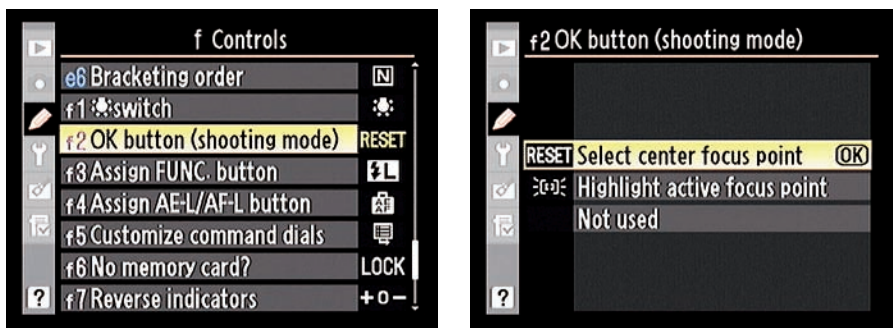 f Controls
e6 Bracketing order N
f1 switch
f2 OK button (shooting mode) RESET
f3 Assign FUNC. button L
f4 Assign AE-L/AF-L button AF
f5 Customize command dials
f6 No memory card? LOCK
f7 Reverse indicators +o−
?
f2 OK button (shooting mode)
RESET Select center focus point OK
Highlight active focus point
Not used
?